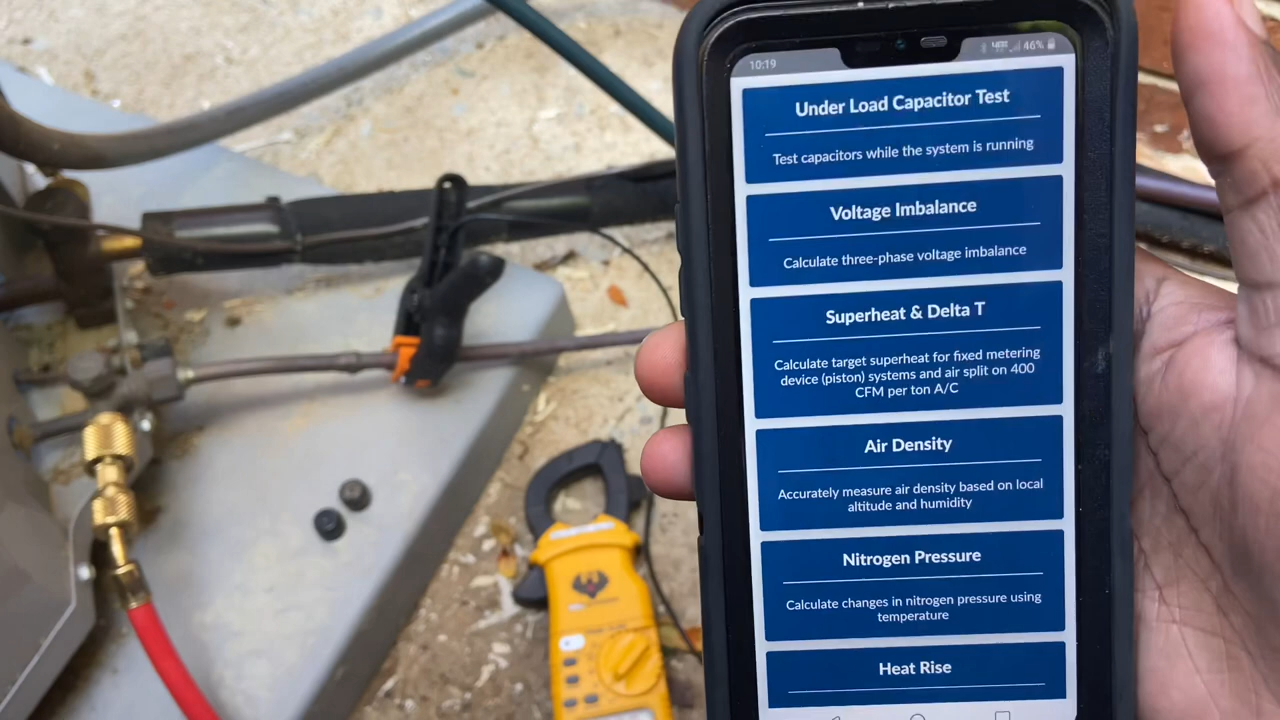 10:19
46%
Under Load Capacitor Test
Test capacitors while the system is running
Voltage Imbalance
Calculate three-phase voltage imbalance
Superheat & Delta T
Calculate target superheat for fixed metering
device (piston) systems and air split on 400
CFM per ton A/C
Air Density
Accurately measure air density based on local
altitude and humidity
Nitrogen Pressure
Calculate changes in nitrogen pressure using
temperature
Heat Rise